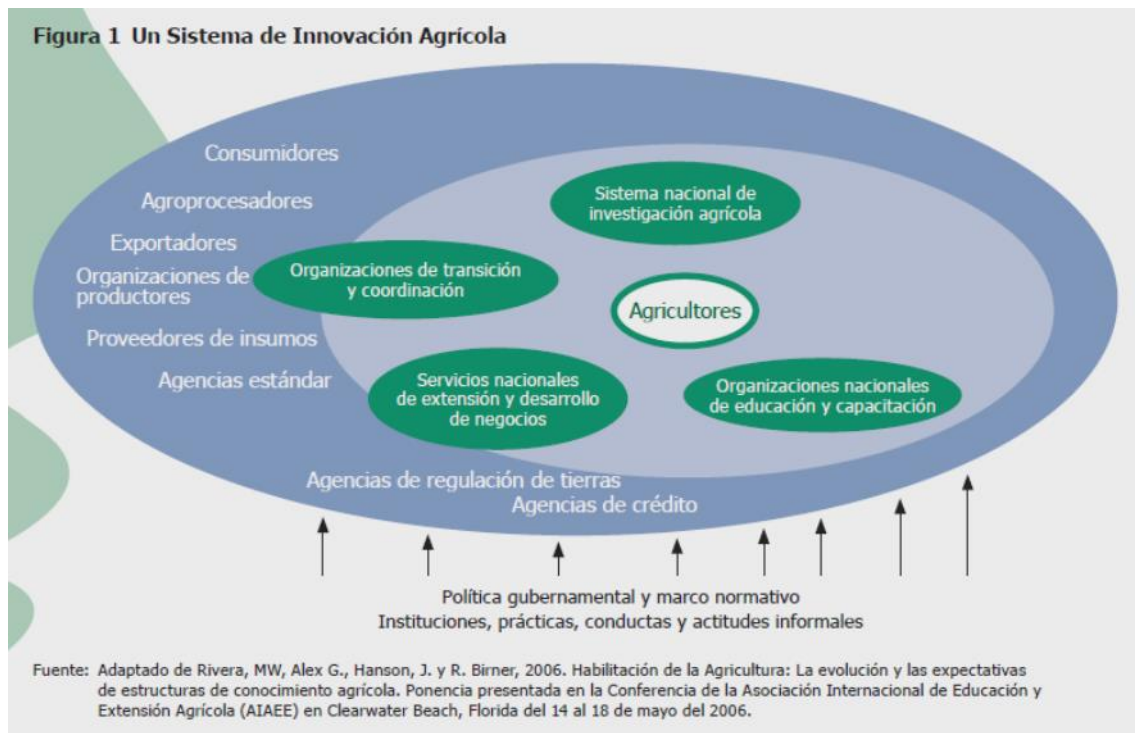 Figura 1 Un Sistema de Innovación Agrícola
Consumidores
Agroprocesadores
Exportadores
Organizaciones de
productores
Proveedores de insumos
Agencias estándar
Agencias de regulación de tierras
Agencias de crédito
Sistema nacional de
investigación agrícola
Organizaciones de transición
y coordinación
Agricultores
Servicios nacionales
de extensión y desarrollo
de negocios
Organizaciones nacionales
de educación y capacitación
Política gubernamental y marco normativo
Instituciones, prácticas, conductas y actitudes informales
Fuente: Adaptado de Rivera, MW, Alex G., Hanson, J. y R. Birner, 2006. Habilitación de la Agricultura: La evolución y las expectativas
de estructuras de conocimiento agrícola. Ponencia presentada en la Conferencia de la Asociación Internacional de Educación y
Extensión Agrícola (AIAEE) en Clearwater Beach, Florida del 14 al 18 de mayo del 2006.